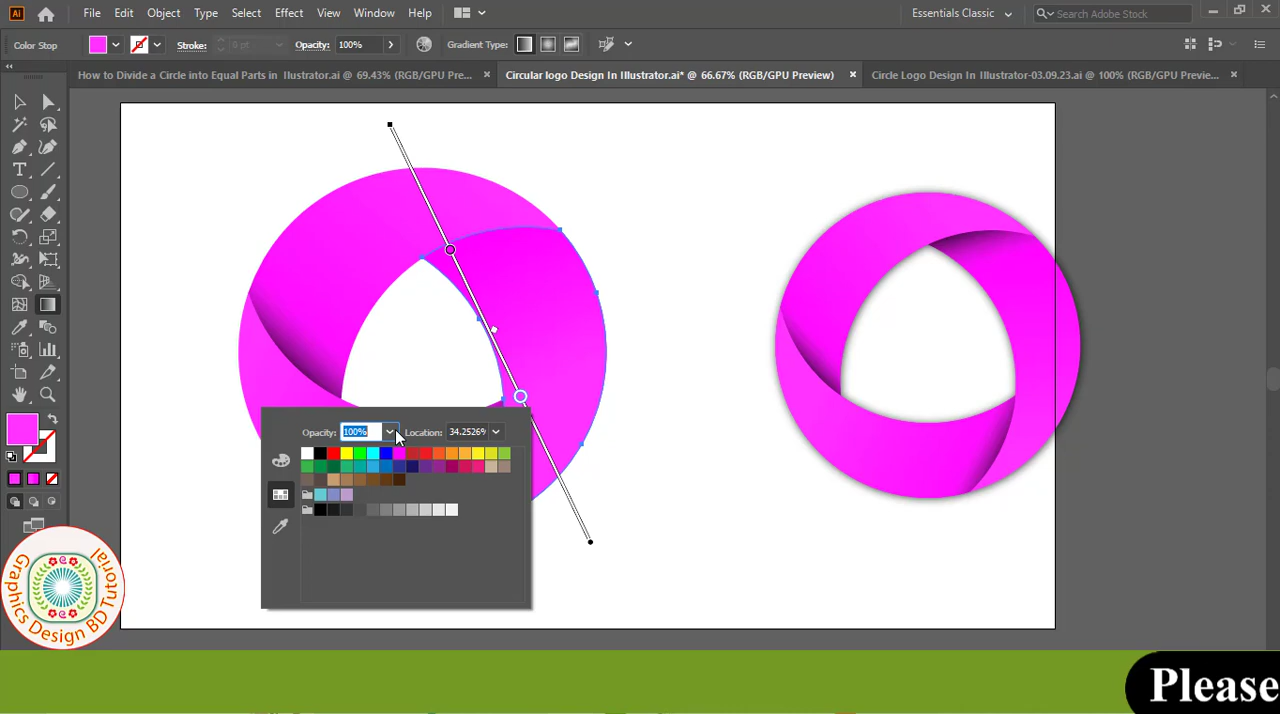 Ai File Edit Object Type Select Effect View Window Help Essentials Classic Search Adobe Stock
Color Stop Stroke: 0 pt Opacity: 100% Gradient Type:
How to Divide a Circle into Equal Parts in Illustrator.ai @ 69.43% (RGB/GPU Pre... Circular logo Design In Illustrator.ai* @ 66.67% (RGB/GPU Preview) Circle Logo Design In Illustrator-03.09.23.ai @ 100% (RGB/GPU Previe...
Opacity: 100% Location: 34.2526%
Graphics Design BD Tutorial
Please